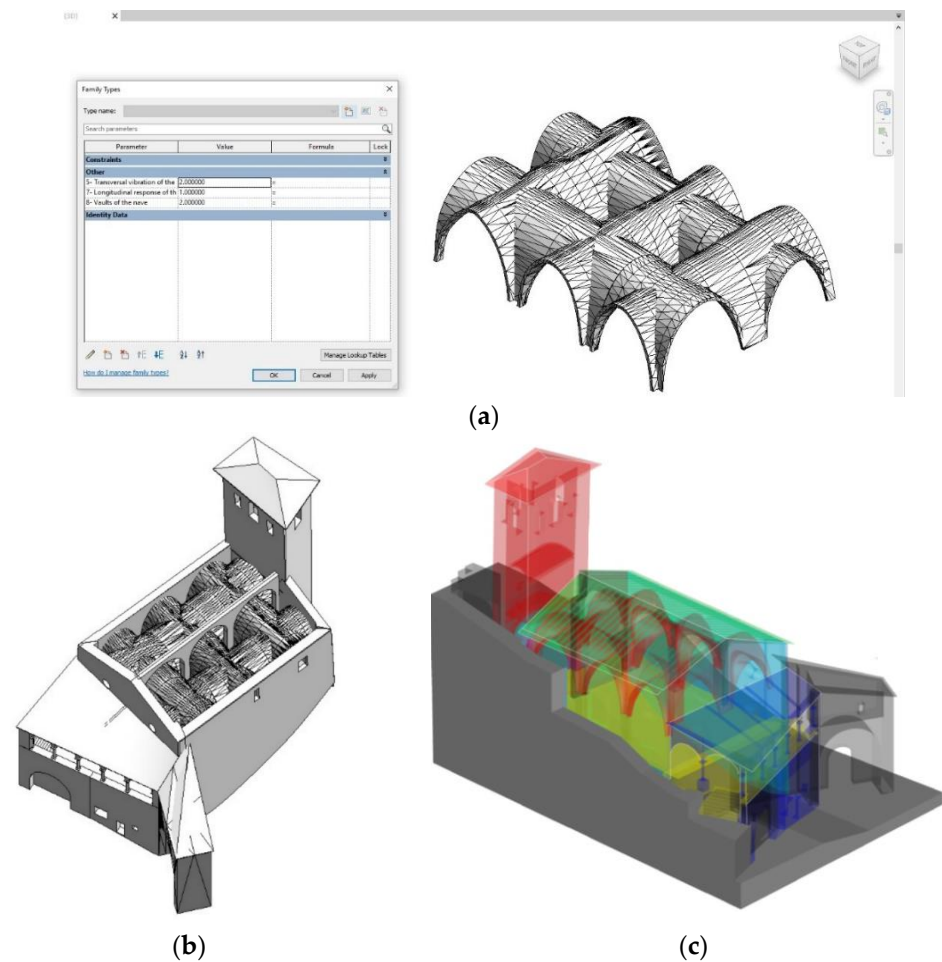 Family Types
Type name:
Search parameters
Parameter Value Formula Lock
Constraints
Other
5- Transversal vibration of the 2,000000 =
7- Longitudinal response of th 1,000000 =
8- Vaults of the nave 2,000000 =
Identity Data
Manage Lookup Tables
How do I manage family types?
OK Cancel Apply
(a)
(b)
(c)